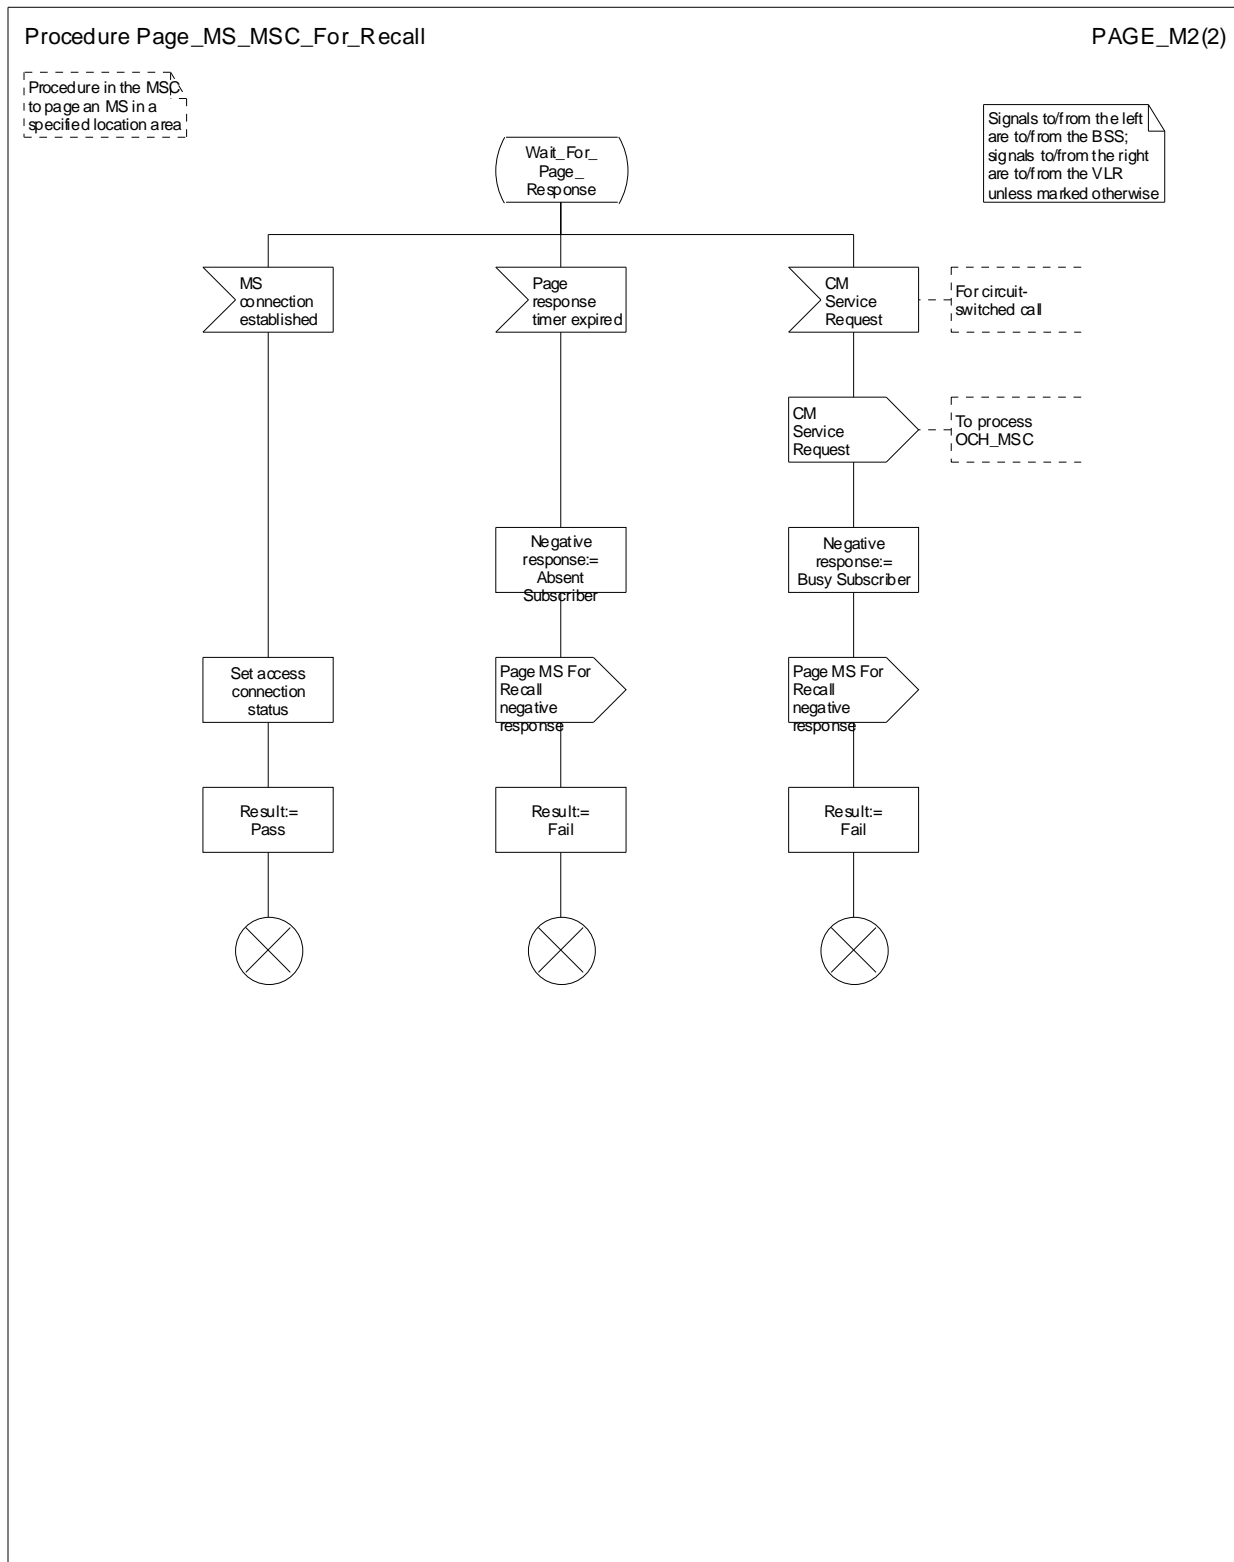 Procedure Page_MS_MSC_For_Recall
PAGE_M2(2)
Procedure in the MSC
to page an MS in a
specified location area
Signals to/from the left
are to/from the BSS;
signals to/from the right
are to/from the VLR
unless marked otherwise
Wait_For_
Page_
Response
MS
connection
established
Page
response
timer expired
CM
Service
Request
For circuit-
switched call
CM
Service
Request
To process
OCH_MSC
Negative
response:=
Absent
Subscriber
Negative
response:=
Busy Subscriber
Set access
connection
status
Page MS For
Recall
negative
response
Page MS For
Recall
negative
response
Result:=
Pass
Result:=
Fail
Result:=
Fail